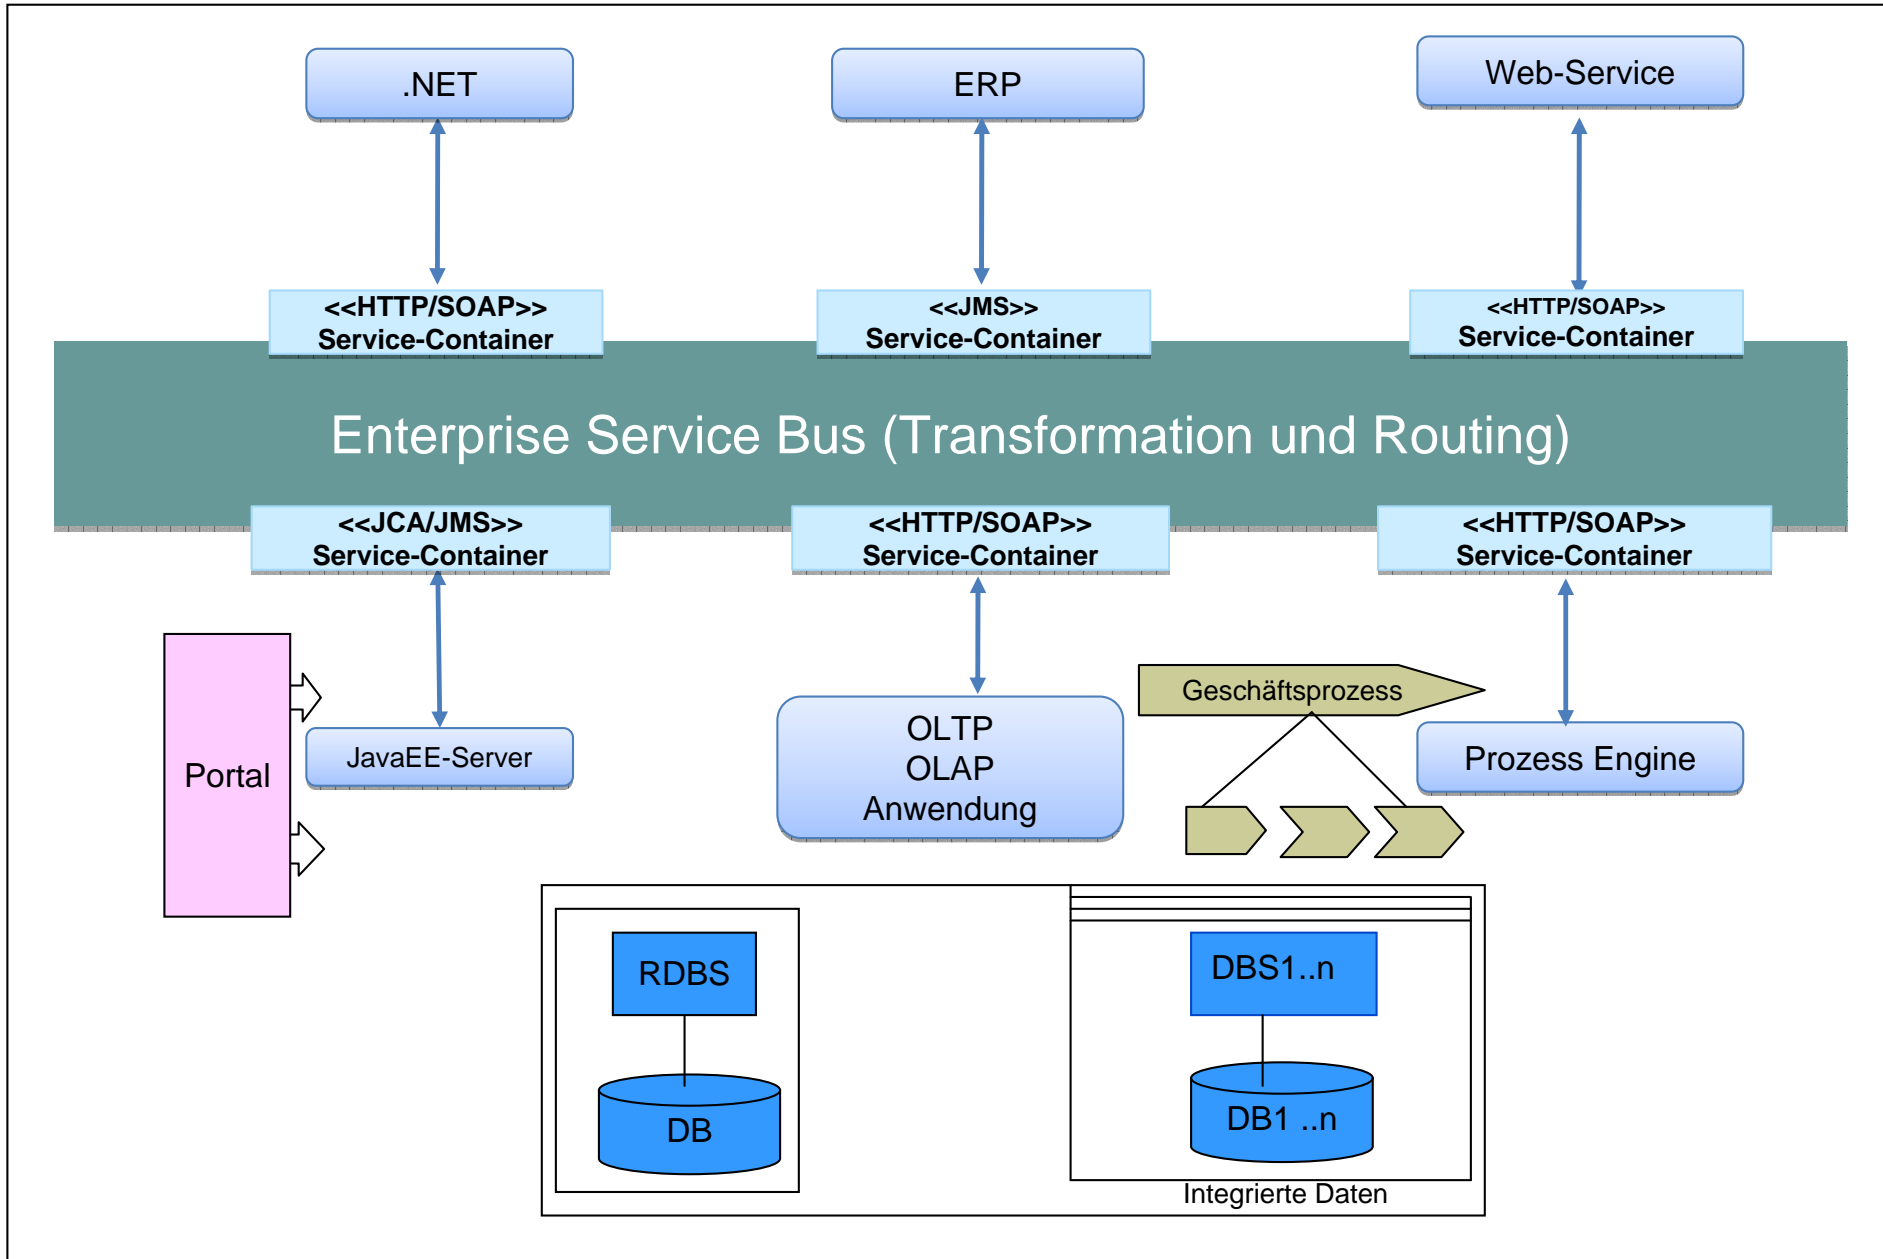 .NET
ERP
Web-Service
<<HTTP/SOAP>>
Service-Container
<<JMS>>
Service-Container
<<HTTP/SOAP>>
Service-Container
Enterprise Service Bus (Transformation und Routing)
<<JCA/JMS>>
Service-Container
<<HTTP/SOAP>>
Service-Container
<<HTTP/SOAP>>
Service-Container
Portal
JavaEE-Server
OLTP
OLAP
Anwendung
Geschäftsprozess
Prozess Engine
RDBS
DB
DBS1..n
DB1 ..n
Integrierte Daten